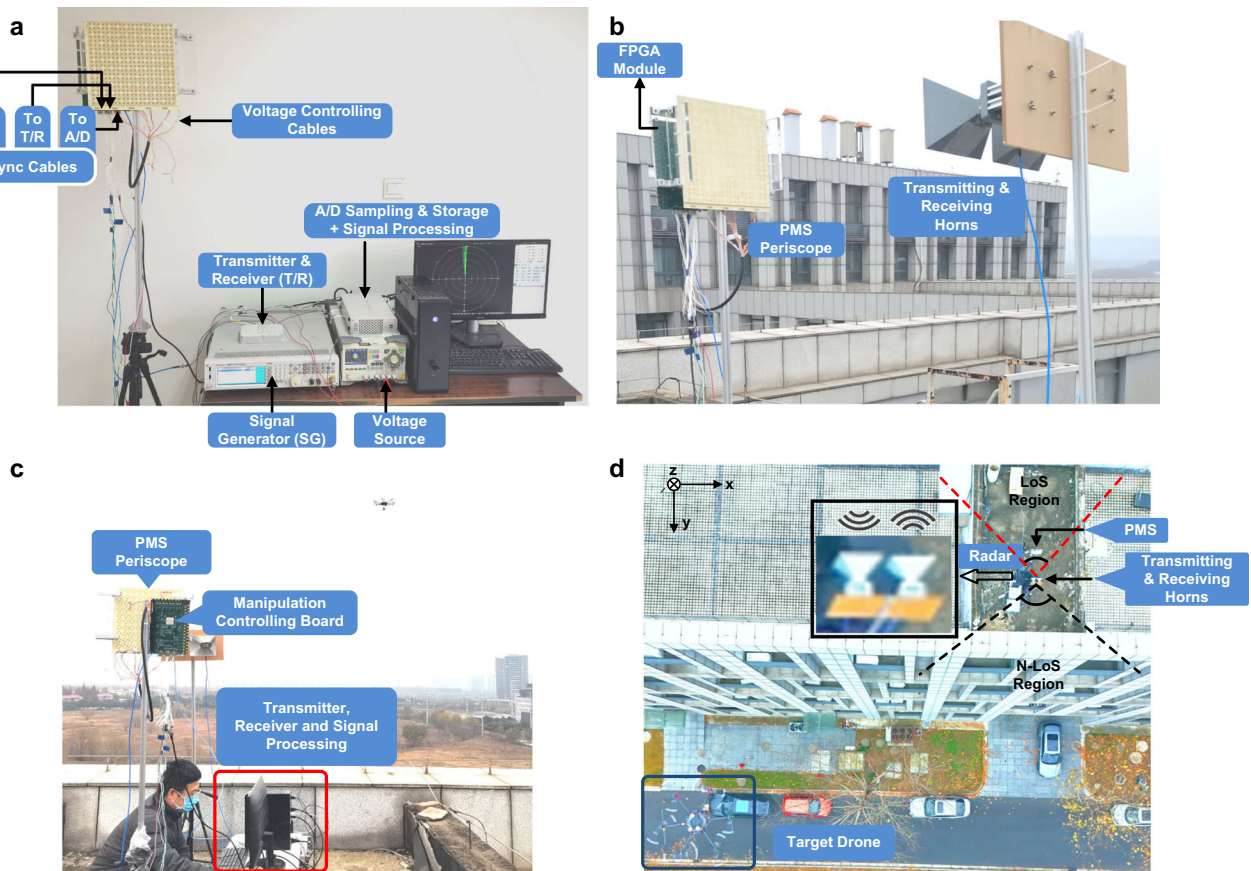 a
To
T/R
To
A/D
ync Cables
Voltage Controlling
Cables
A/D Sampling & Storage
+ Signal Processing
Transmitter &
Receiver (T/R)
Signal
Generator (SG)
Voltage
Source
b
FPGA
Module
Transmitting &
Receiving
Horns
PMS
Periscope
c
PMS
Periscope
Manipulation
Controlling Board
Transmitter,
Receiver and Signal
Processing
d
z
x
y
LoS
Region
PMS
Radar
Transmitting
& Receiving
Horns
N-LoS
Region
Target Drone